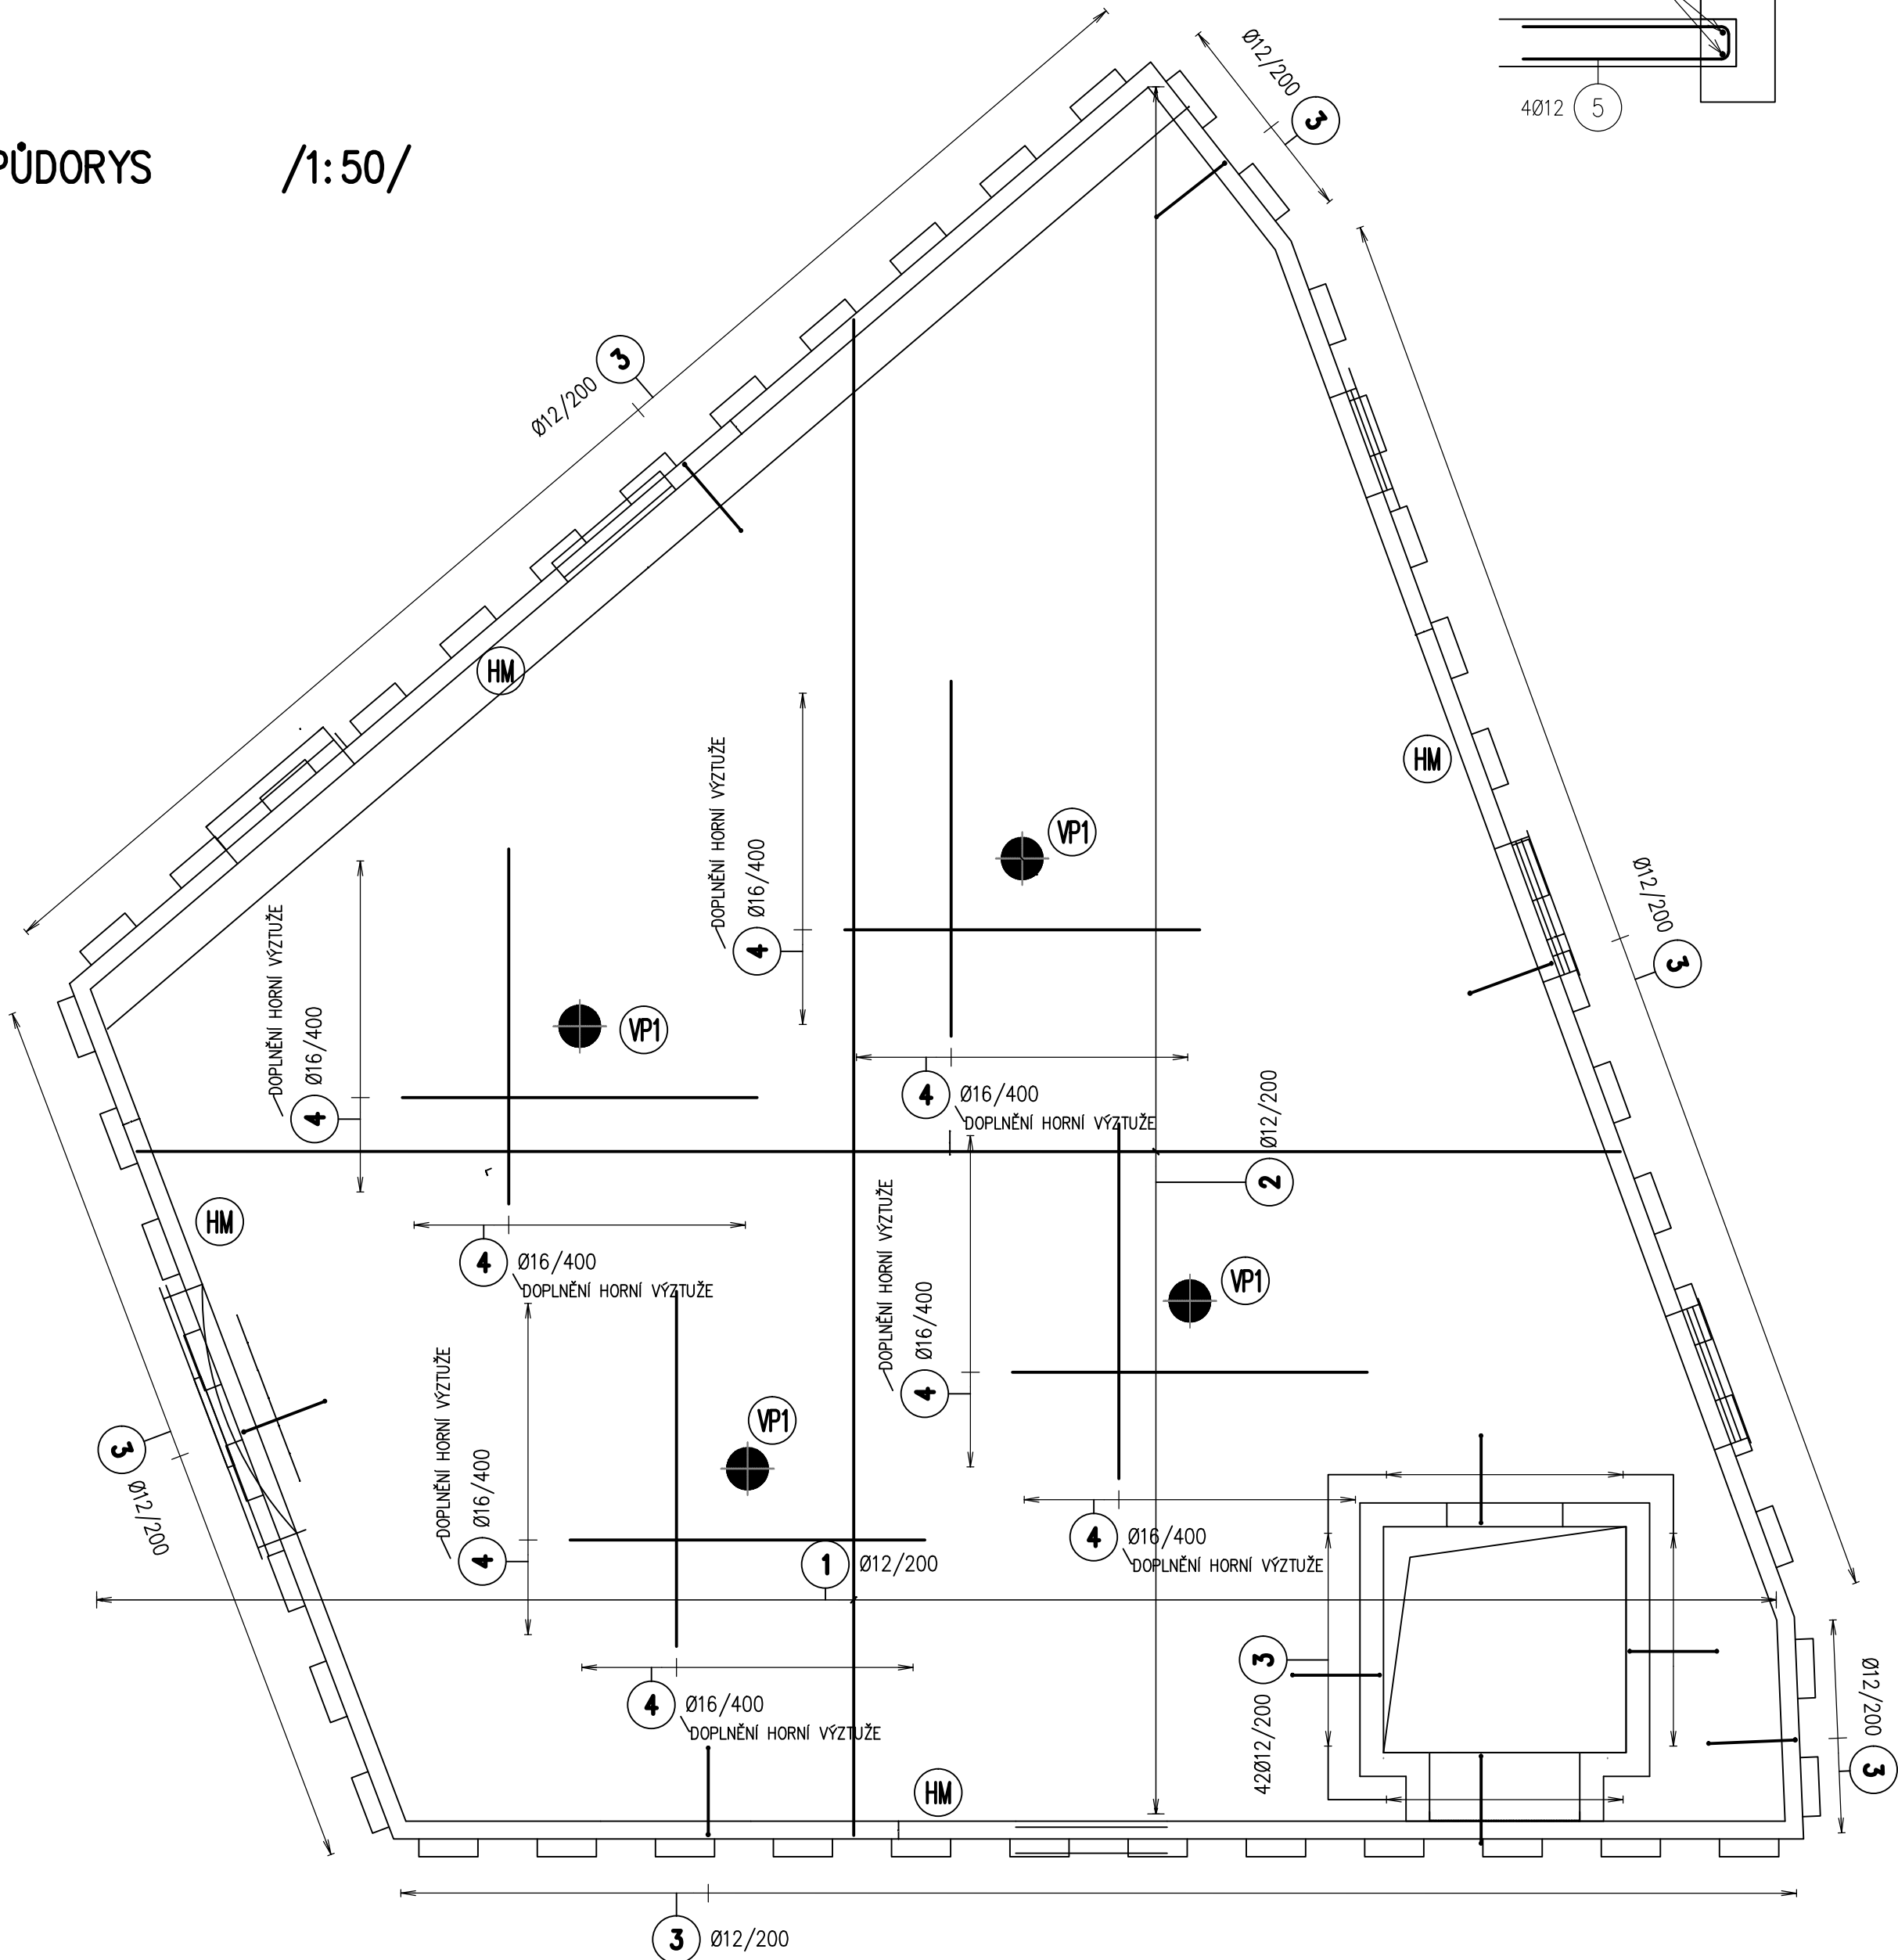 PŮDORYS /1:50/
4Ø12 5
Ø12/200 3
Ø12/200 3
HM
HM
DOPLNĚNÍ HORNÍ VÝZTUŽE
Ø16/400 4
VP1
Ø12/200 3
DOPLNĚNÍ HORNÍ VÝZTUŽE
Ø16/400 4
VP1
4 Ø16/400
DOPLNĚNÍ HORNÍ VÝZTUŽE
Ø12/200 2
HM
4 Ø16/400
DOPLNĚNÍ HORNÍ VÝZTUŽE
DOPLNĚNÍ HORNÍ VÝZTUŽE
Ø16/400 4
VP1
DOPLNĚNÍ HORNÍ VÝZTUŽE
Ø16/400 4
VP1
3 Ø12/200
1 Ø12/200
4 Ø16/400
DOPLNĚNÍ HORNÍ VÝZTUŽE
4 Ø16/400
DOPLNĚNÍ HORNÍ VÝZTUŽE
3 42Ø12/200
Ø12/200 3
HM
3 Ø12/200